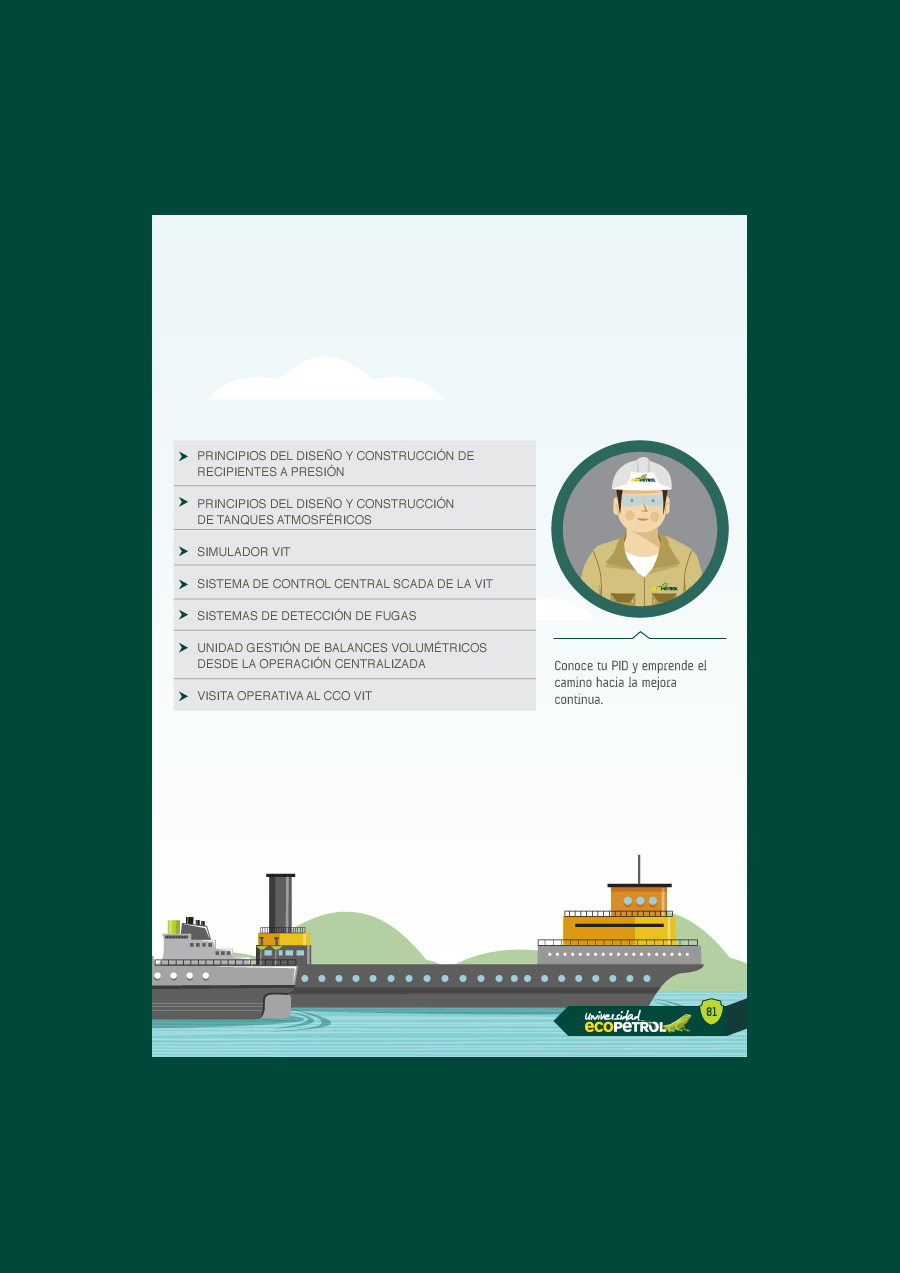 PRINCIPIOS DEL DISEÑO Y CONSTRUCCIÓN DE
RECIPIENTES A PRESIÓN
PRINCIPIOS DEL DISEÑO Y CONSTRUCCIÓN
DE TANQUES ATMOSFÉRICOS
SIMULADOR VIT
SISTEMA DE CONTROL CENTRAL SCADA DE LA VIT
SISTEMAS DE DETECCIÓN DE FUGAS
UNIDAD GESTIÓN DE BALANCES VOLUMÉTRICOS
DESDE LA OPERACIÓN CENTRALIZADA
VISITA OPERATIVA AL CCO VIT
ECOPETROL
ECOPETROL
Conoce tu PID y emprende el
camino hacia la mejora
continua.
universidad
ECOPETROL
81